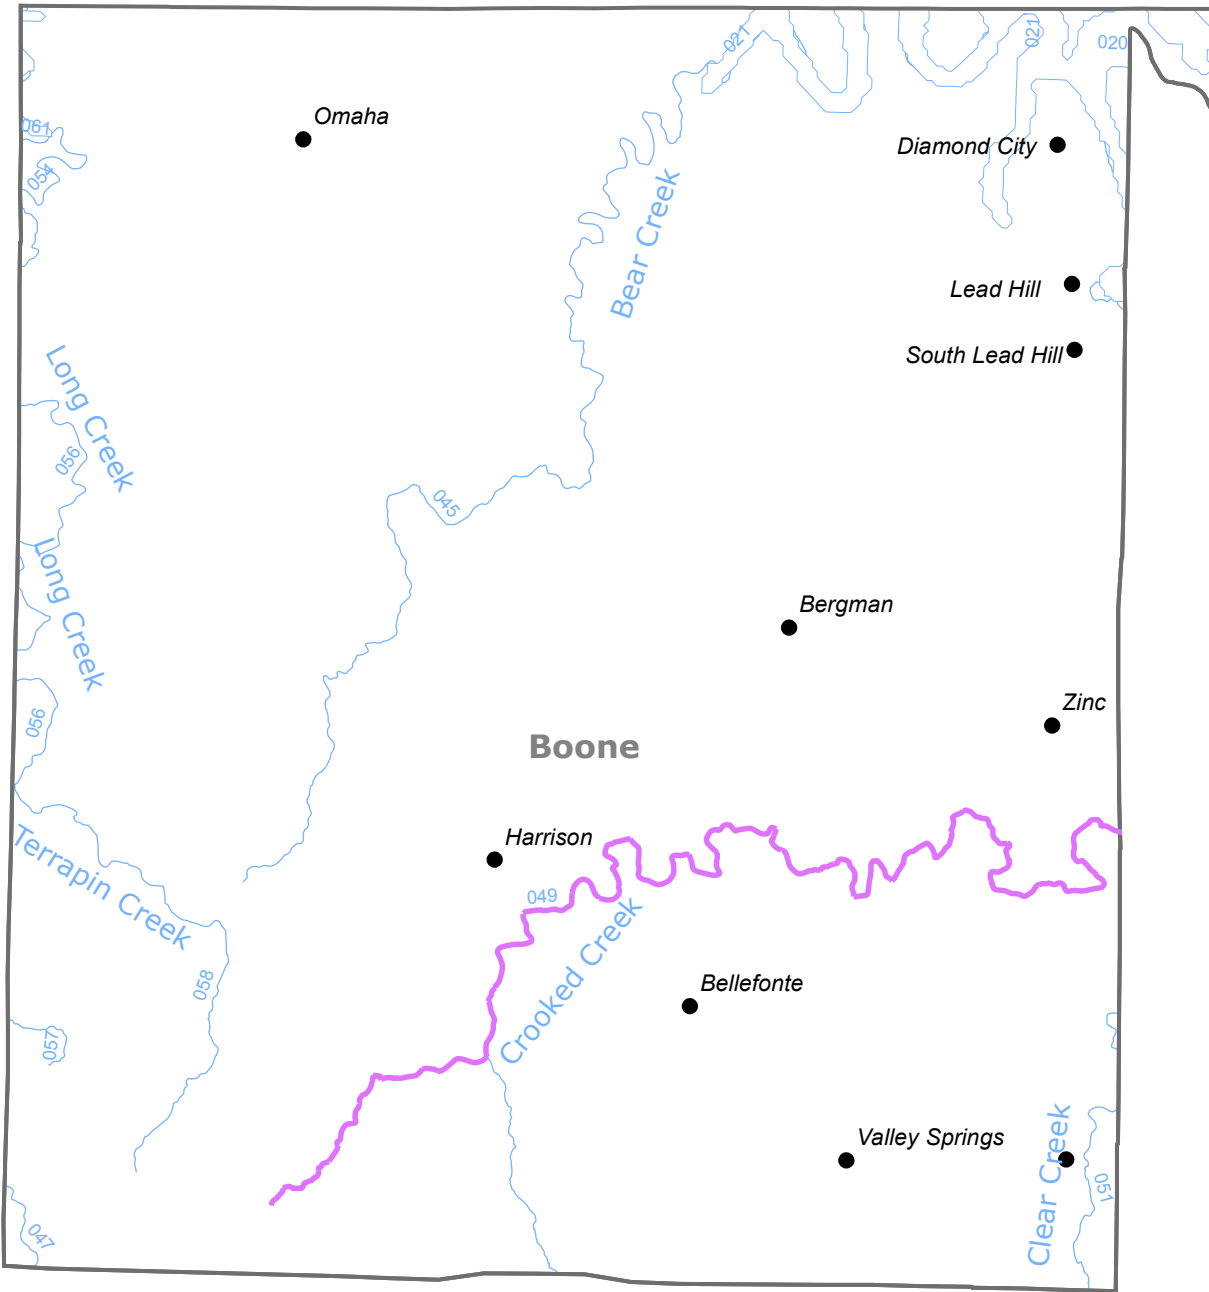 021
021
020
Omaha
061
Diamond City
054
Bear Creek
Lead Hill
South Lead Hill
Long Creek
056
045
Long Creek
Bergman
Zinc
056
Boone
Harrison
Terrapin Creek
049
Crooked Creek
058
Bellefonte
057
Valley Springs
Clear Creek
051
047